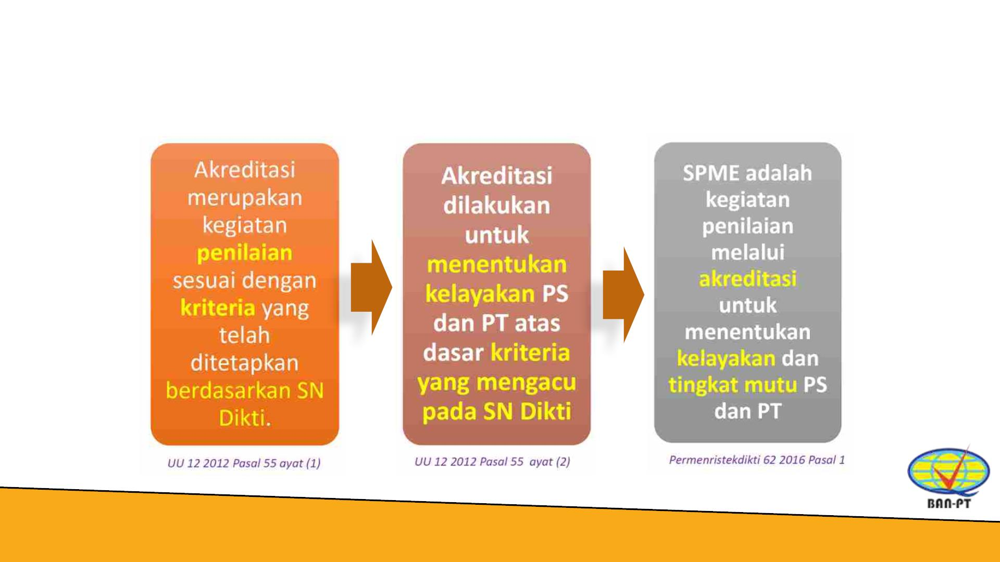 Akreditasi
merupakan
kegiatan
penilaian
sesuai dengan
kriteria yang
telah
ditetapkan
berdasarkan SN
Dikti.
UU 12 2012 Pasal 55 ayat (1)
Akreditasi
dilakukan
untuk
menentukan
kelayakan PS
dan PT atas
dasar kriteria
yang mengacu
pada SN Dikti
UU 12 2012 Pasal 55 ayat (2)
SPME adalah
kegiatan
penilaian
melalui
akreditasi
untuk
menentukan
kelayakan dan
tingkat mutu PS
dan PT
Permenristekdikti 62 2016 Pasal 1
BAN-PT